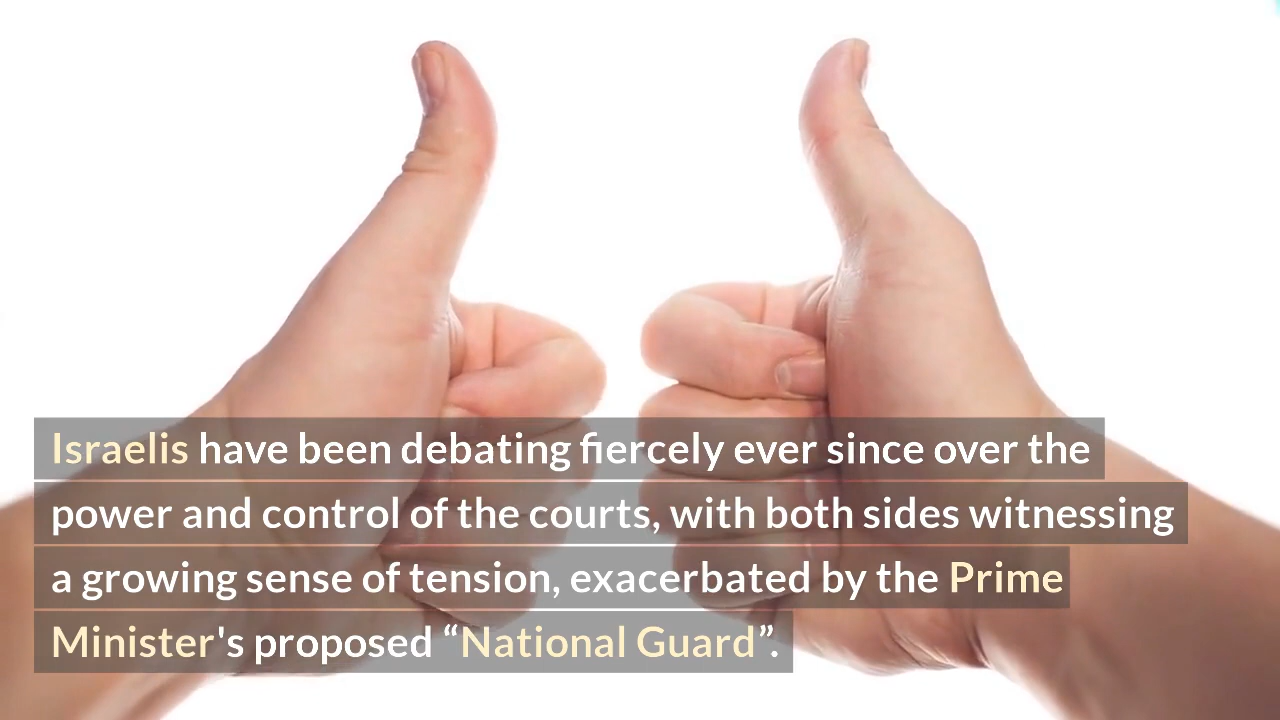 Israelis have been debating fiercely ever since over the
power and control of the courts, with both sides witnessing
a growing sense of tension, exacerbated by the Prime
Minister's proposed “National Guard”.